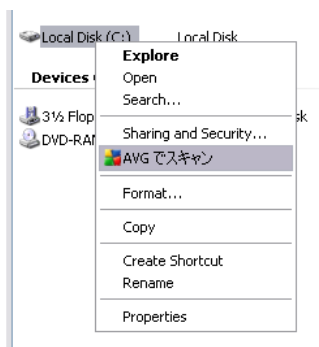 Local Disk (C:) Local Disk
Explore
Open
Devices
Search...
3½ Flop sk
Sharing and Security...
DVD-RA
AVG でスキャン
Format...
Copy
Create Shortcut
Rename
Properties